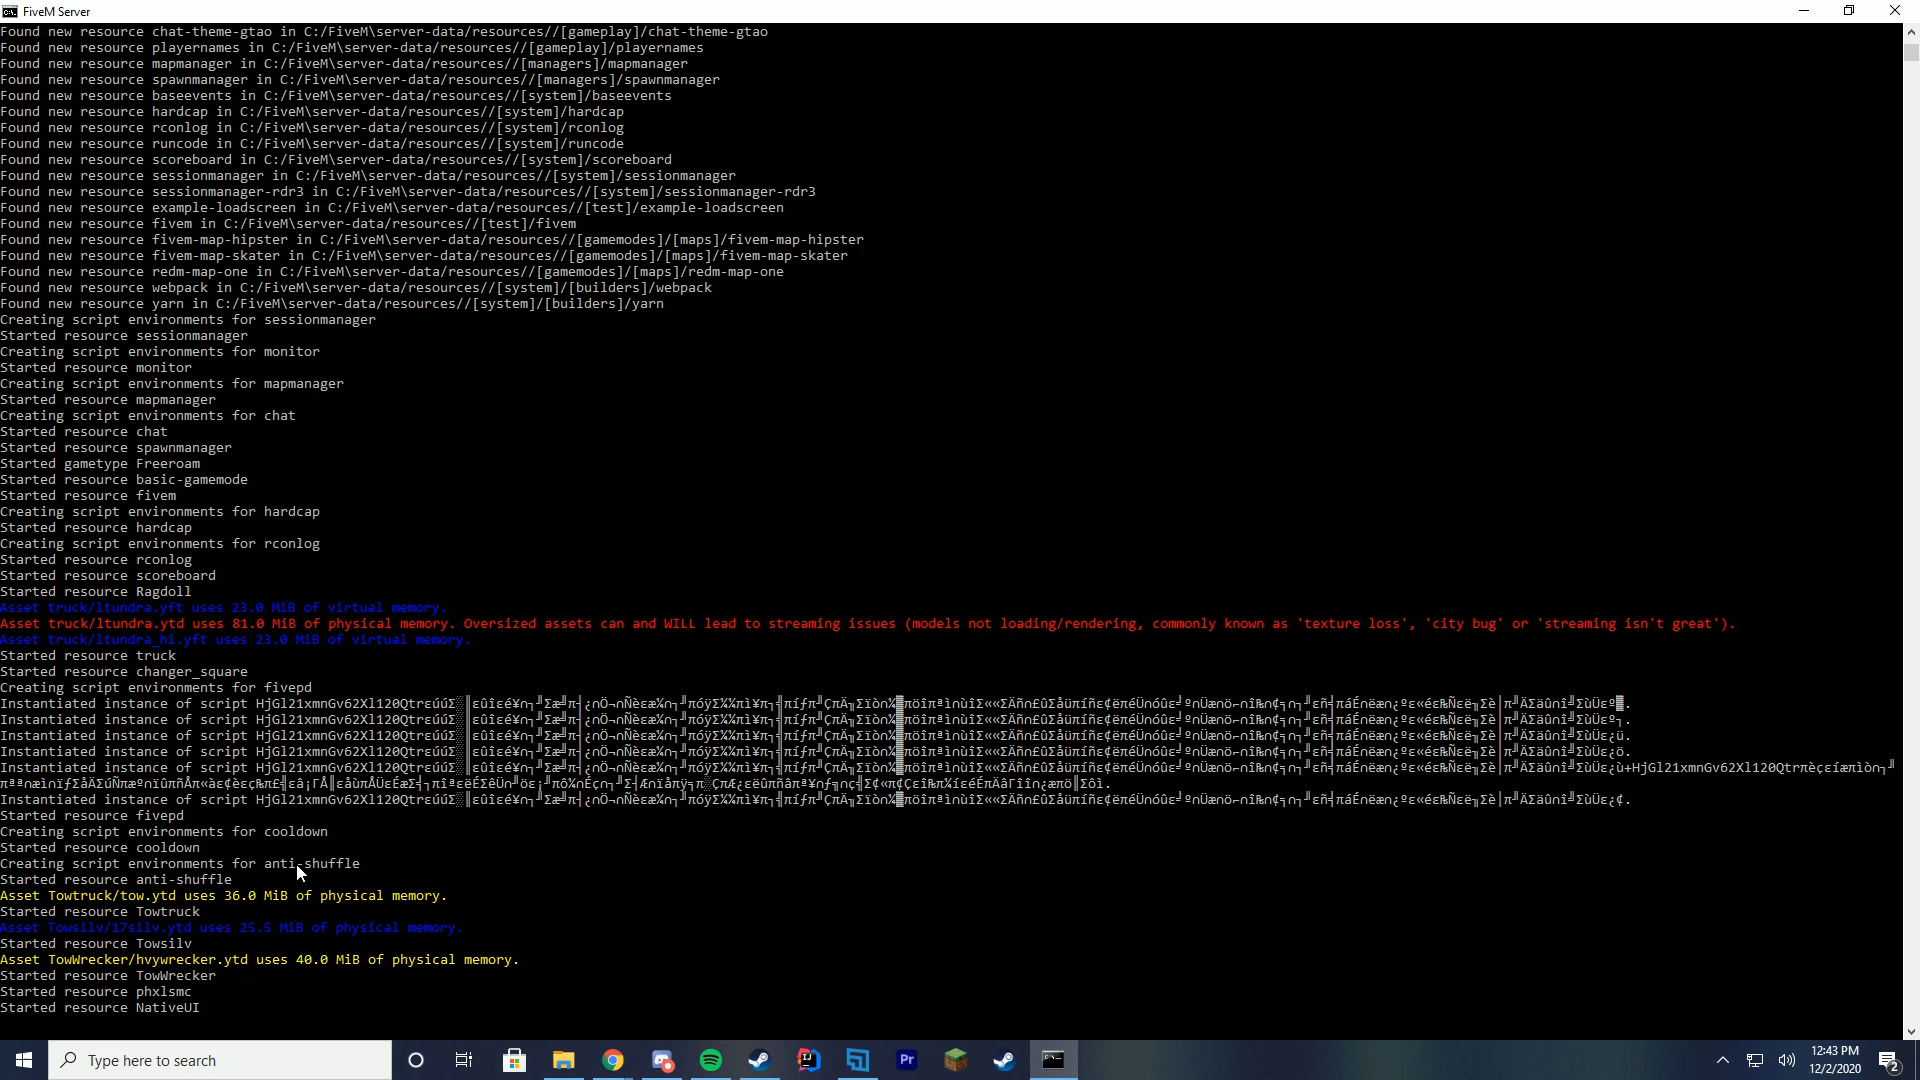 FiveM Server
Found new resource chat-theme-gtao in C:/FiveM\server-data/resources//[gameplay]/chat-theme-gtao
Found new resource playernames in C:/FiveM\server-data/resources//[gameplay]/playernames
Found new resource mapmanager in C:/FiveM\server-data/resources//[managers]/mapmanager
Found new resource spawnmanager in C:/FiveM\server-data/resources//[managers]/spawnmanager
Found new resource baseevents in C:/FiveM\server-data/resources//[system]/baseevents
Found new resource hardcap in C:/FiveM\server-data/resources//[system]/hardcap
Found new resource rconlog in C:/FiveM\server-data/resources//[system]/rconlog
Found new resource runcode in C:/FiveM\server-data/resources//[system]/runcode
Found new resource scoreboard in C:/FiveM\server-data/resources//[system]/scoreboard
Found new resource sessionmanager in C:/FiveM\server-data/resources//[system]/sessionmanager
Found new resource sessionmanager-rdr3 in C:/FiveM\server-data/resources//[system]/sessionmanager-rdr3
Found new resource example-loadscreen in C:/FiveM\server-data/resources//[test]/example-loadscreen
Found new resource fivem in C:/FiveM\server-data/resources//[test]/fivem
Found new resource fivem-map-hipster in C:/FiveM\server-data/resources//[gamemodes]/[maps]/fivem-map-hipster
Found new resource fivem-map-skater in C:/FiveM\server-data/resources//[gamemodes]/[maps]/fivem-map-skater
Found new resource redm-map-one in C:/FiveM\server-data/resources//[gamemodes]/[maps]/redm-map-one
Found new resource webpack in C:/FiveM\server-data/resources//[system]/[builders]/webpack
Found new resource yarn in C:/FiveM\server-data/resources//[system]/[builders]/yarn
Creating script environments for sessionmanager
Started resource sessionmanager
Creating script environments for monitor
Started resource monitor
Creating script environments for mapmanager
Started resource mapmanager
Creating script environments for chat
Started resource chat
Started resource spawnmanager
Started gametype Freeroam
Started resource basic-gamemode
Started resource fivem
Creating script environments for hardcap
Started resource hardcap
Creating script environments for rconlog
Started resource rconlog
Started resource scoreboard
Started resource Ragdoll
Asset truck/ltundra.yft uses 23.0 MiB of virtual memory.
Asset truck/ltundra.ytd uses 81.0 MiB of physical memory. Oversized assets can and WILL lead to streaming issues (models not loading/rendering, commonly known as 'texture loss', 'city bug' or 'streaming isn't great').
Asset truck/ltundra_hi.yft uses 23.0 MiB of virtual memory.
Started resource truck
Started resource changer_square
Creating script environments for fivepd
Instantiated instance of script
Instantiated instance of script
Instantiated instance of script
Instantiated instance of script
Instantiated instance of script
Instantiated instance of script
Started resource fivepd
Creating script environments for cooldown
Started resource cooldown
Creating script environments for anti-shuffle
Started resource anti-shuffle
Asset Towtruck/tow.ytd uses 36.0 MiB of physical memory.
Started resource Towtruck
Asset Towsilv/17silv.ytd uses 25.5 MiB of physical memory.
Started resource Towsilv
Asset TowWrecker/hvywrecker.ytd uses 40.0 MiB of physical memory.
Started resource TowWrecker
Started resource phxlsmc
Started resource NativeUI
Type here to search
Pr
12:43 PM
12/2/2020
2